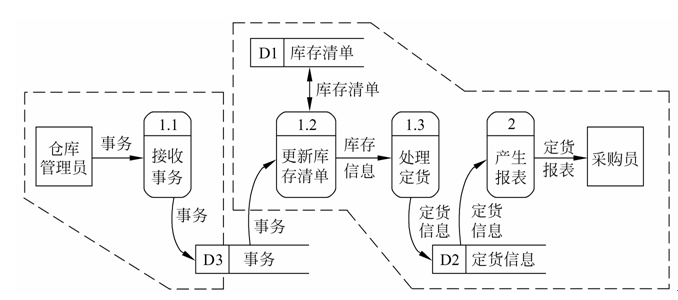 D1 库存清单
库存清单
仓库
管理员
事务
1.1
接收
事务
事务
D3 事务
事务
1.2
更新库
存清单
库存
信息
1.3
处理
定货
定货
信息
D2 定货信息
定货
信息
2
产生
报表
定货
报表
采购员